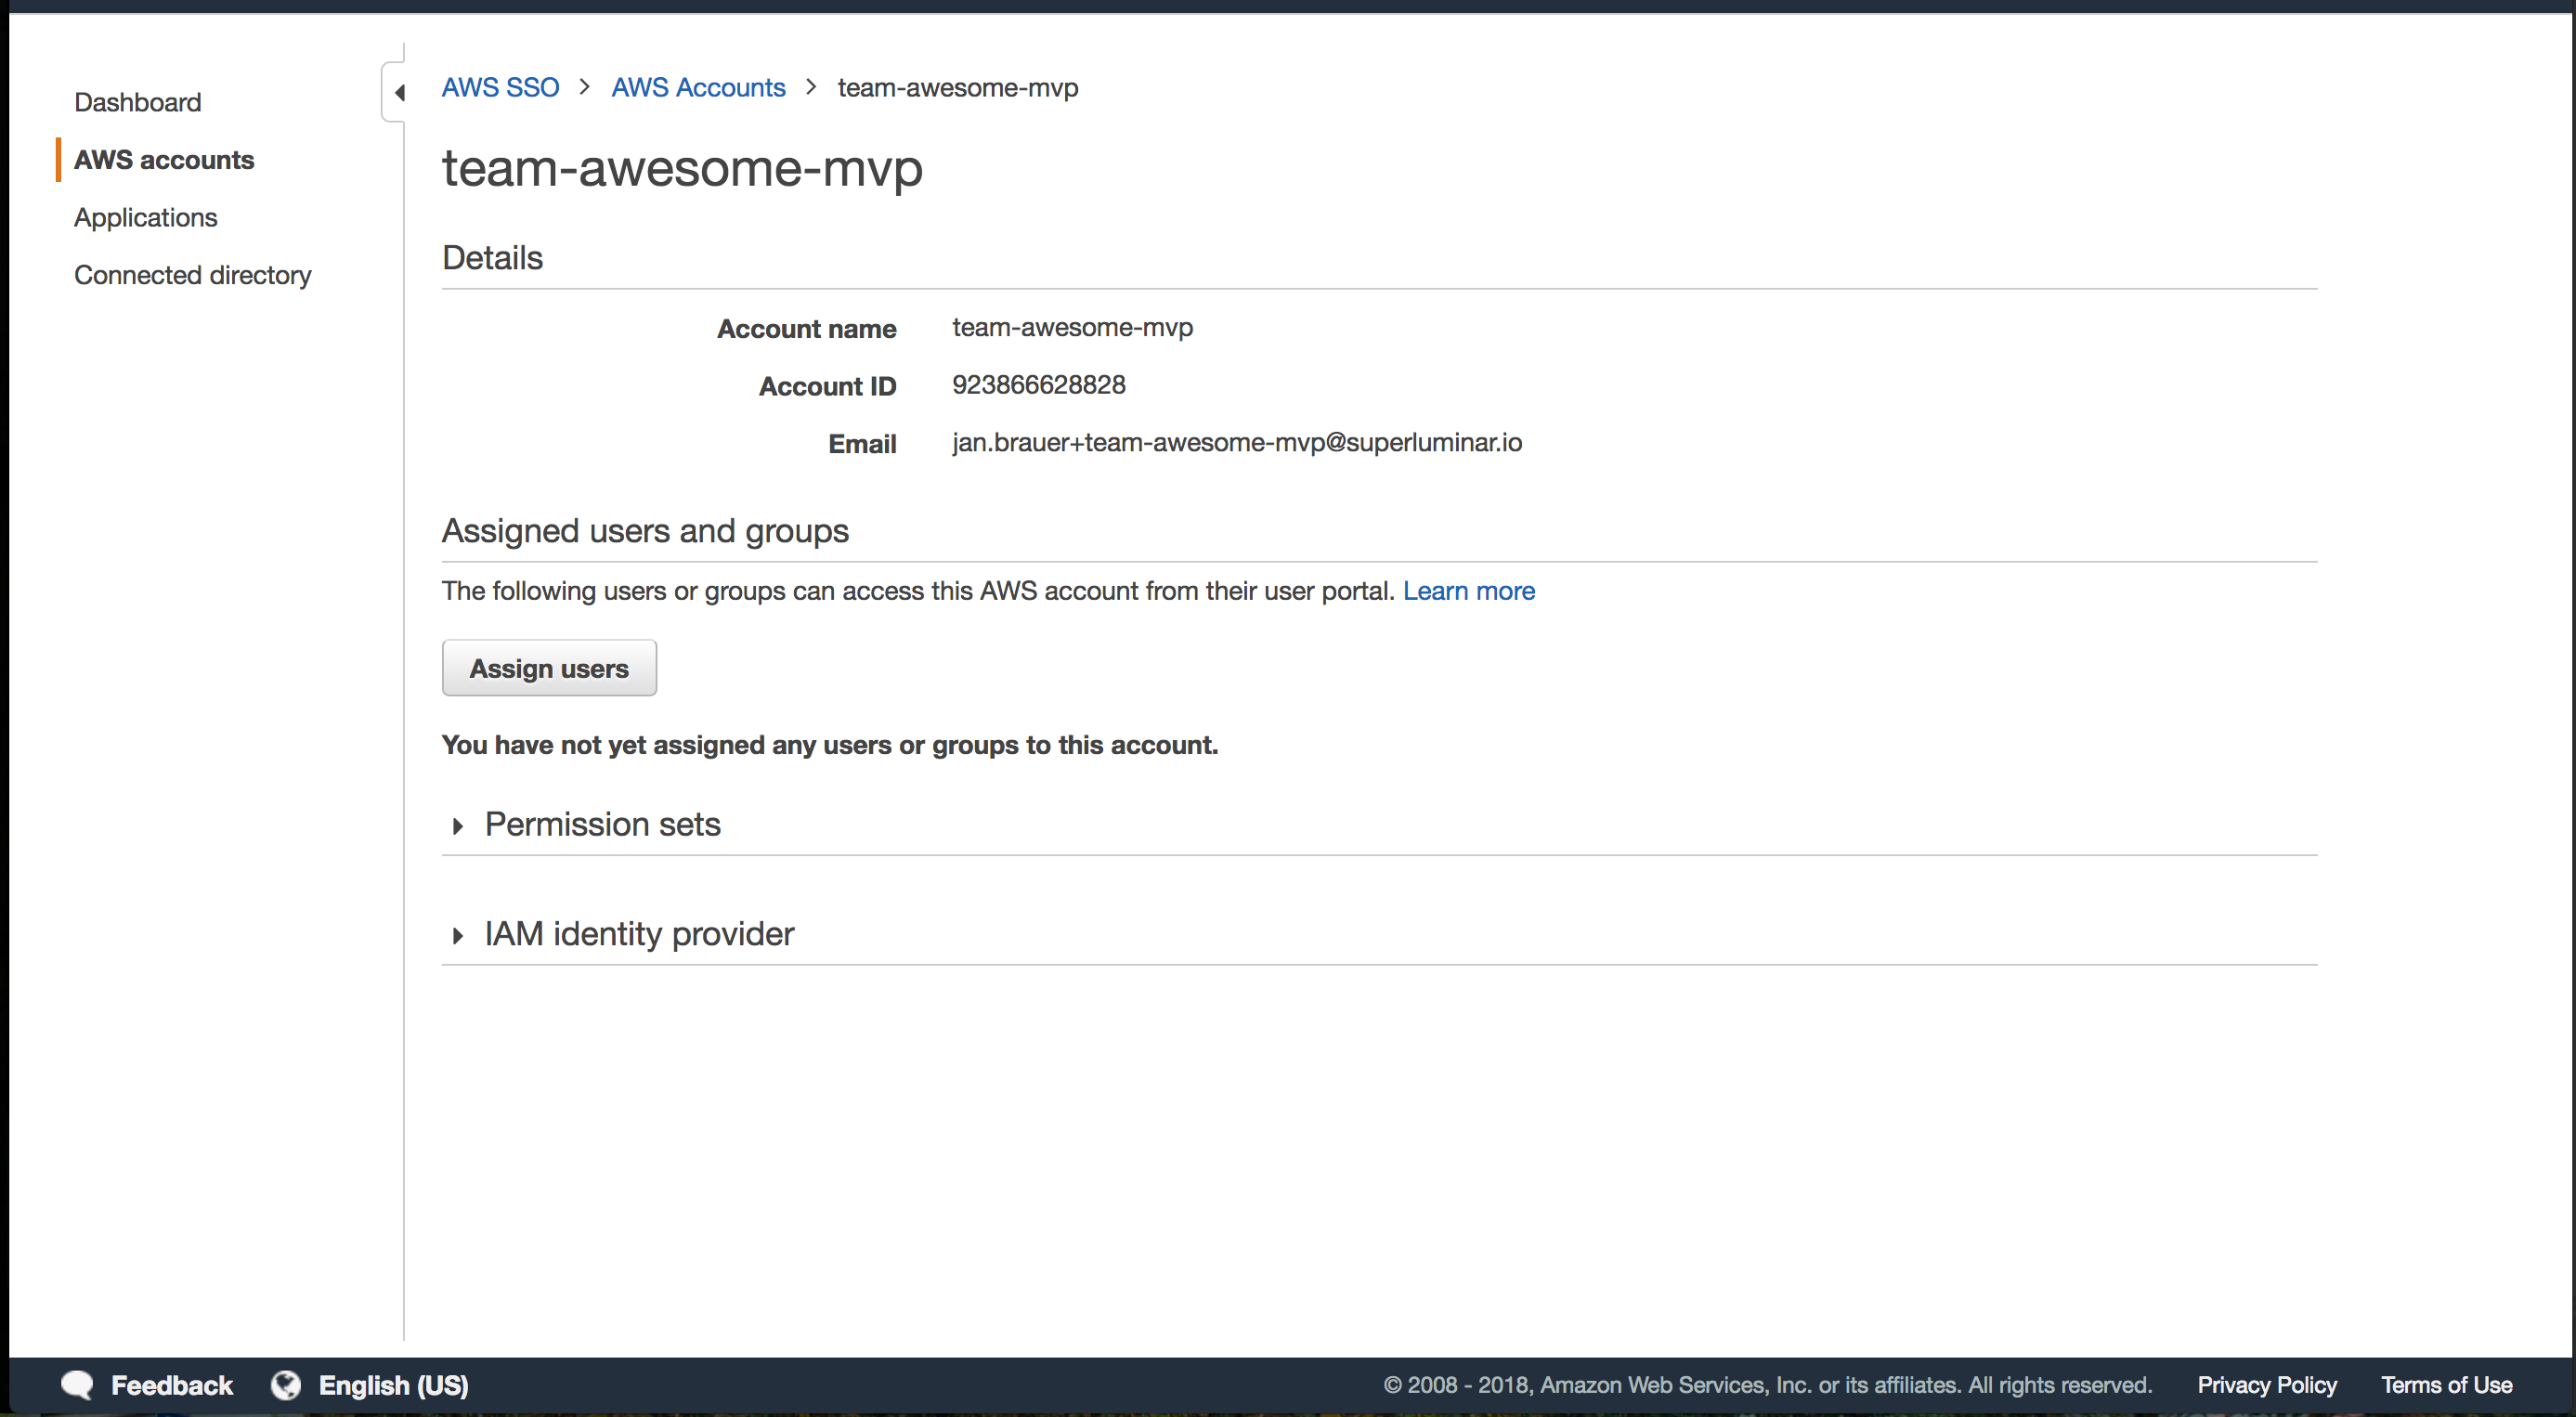 Dashboard
AWS accounts
Applications
Connected directory
AWS SSO > AWS Accounts > team-awesome-mvp
team-awesome-mvp
Details
Account name team-awesome-mvp
Account ID 923866628828
Email jan.brauer+team-awesome-mvp@superluminar.io
Assigned users and groups
The following users or groups can access this AWS account from their user portal. Learn more
Assign users
You have not yet assigned any users or groups to this account.
Permission sets
IAM identity provider
Feedback English (US) © 2008 - 2018, Amazon Web Services, Inc. or its affiliates. All rights reserved. Privacy Policy Terms of Use